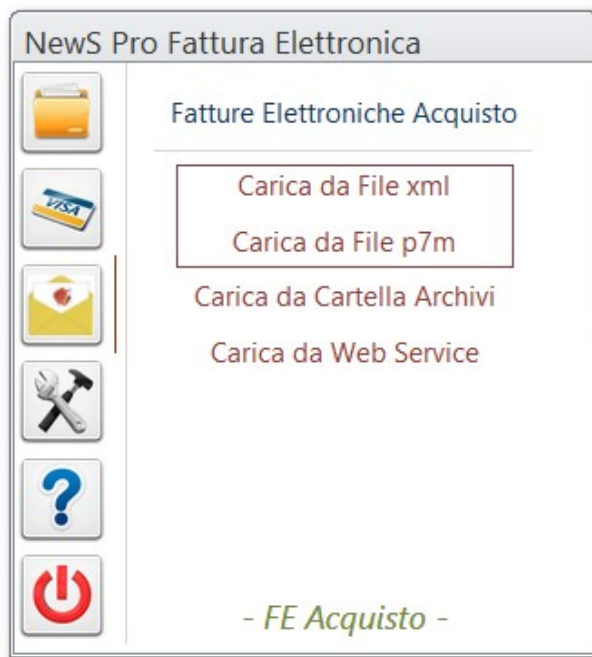 NewS Pro Fattura Elettronica
Fatture Elettroniche Acquisto
VISA
Carica da File xml
Carica da File p7m
Carica da Cartella Archivi
Carica da Web Service
?
- FE Acquisto -